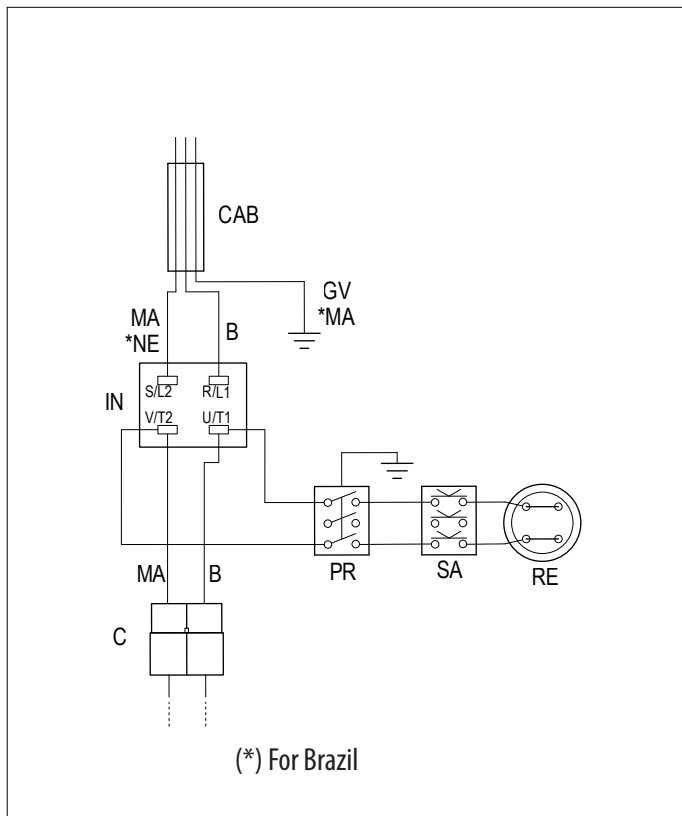 CAB
GV
*MA
MA
*NE
B
S/L2
R/L1
IN
V/T2
U/T1
MA
B
PR
SA
RE
C
(*) For Brazil